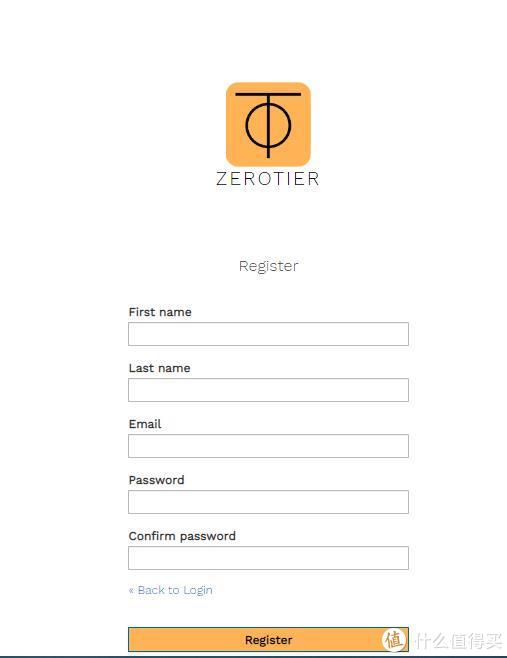 ZEROTIER
Register
First name
Last name
Email
Password
Confirm password
« Back to Login
Register
值 什么值得买